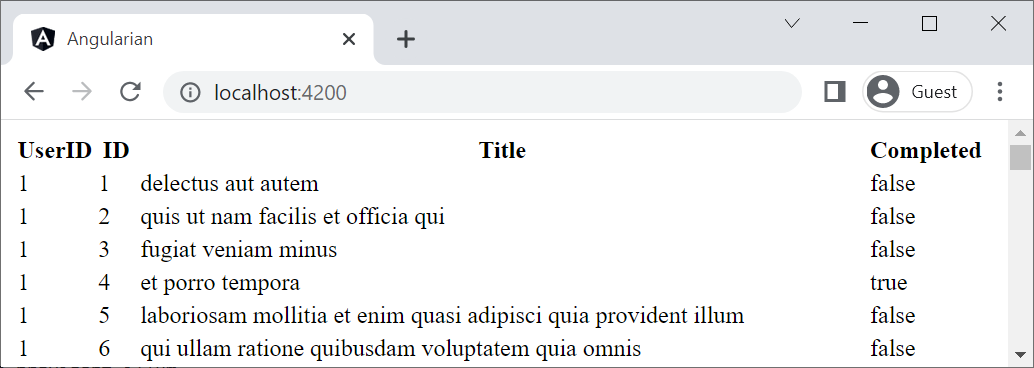 Angularian
localhost:4200
Guest
UserID ID Title Completed
1 1 delectus aut autem false
1 2 quis ut nam facilis et officia qui false
1 3 fugiat veniam minus false
1 4 et porro tempora true
1 5 laboriosam mollitia et enim quasi adipisci quia provident illum false
1 6 qui ullam ratione quibusdam voluptatem quia omnis false